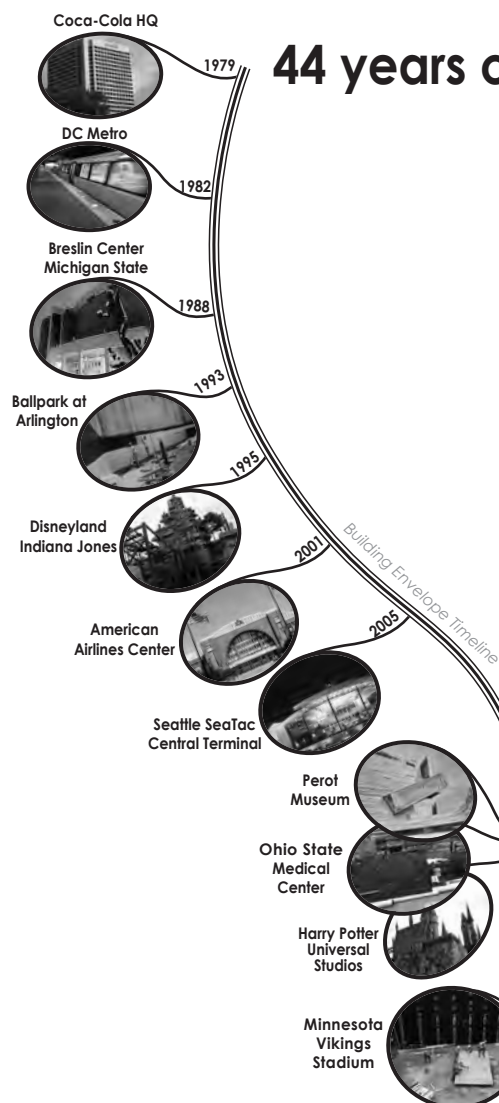 Coca-Cola HQ
1979
44 years o
DC Metro
1982
Breslin Center
Michigan State
1988
1993
Ballpark at
Arlington
1995
Disneyland
Indiana Jones
2001
Building Envelope Timeline
American
Airlines Center
2005
Seattle SeaTac
Central Terminal
Perot
Museum
Ohio State
Medical
Center
Harry Potter
Universal
Studios
Minnesota
Vikings
Stadium